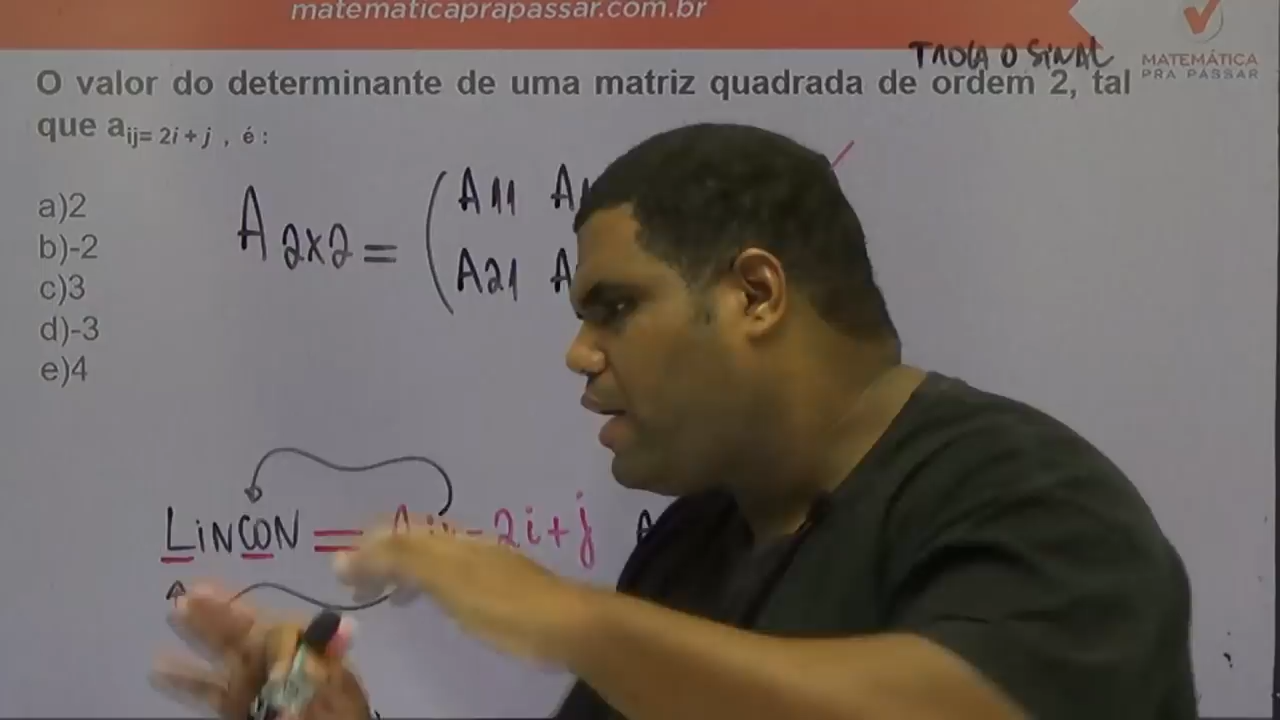 matematicaprapassar.com.br
TROCA O SINAL
MATEMÁTICA
PRA PASSAR
O valor do determinante de uma matriz quadrada de ordem 2, tal
que aij= 2i + j , é :
a)2
b)-2
c)3
d)-3
e)4
A 2x2 =
A11
A21
LiNCON = 2i+j